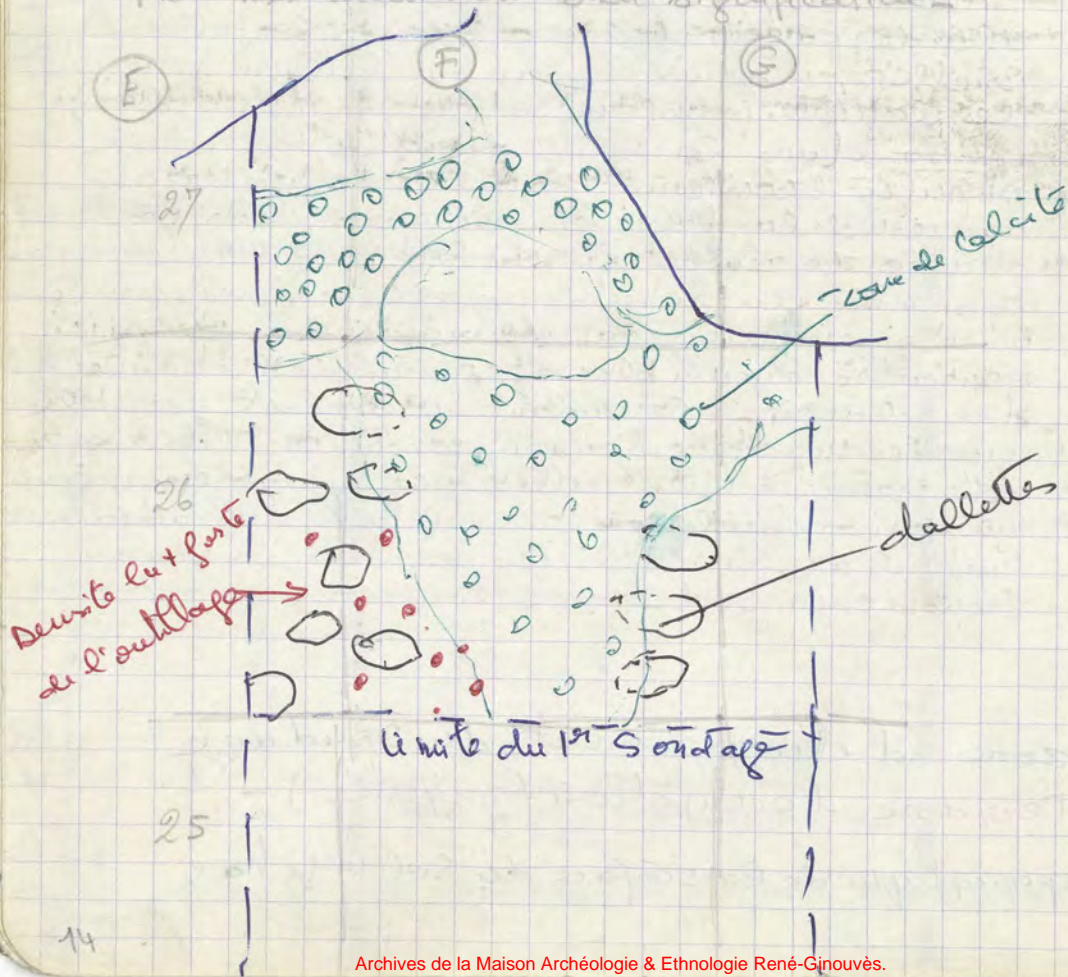 E
F
G
27
zone de calcite
26
Densite la + forte
de l'outillage
dallettes
limite du 1er Sondage
25
14
Archives de la Maison Archéologie & Ethnologie René-Ginouvès.